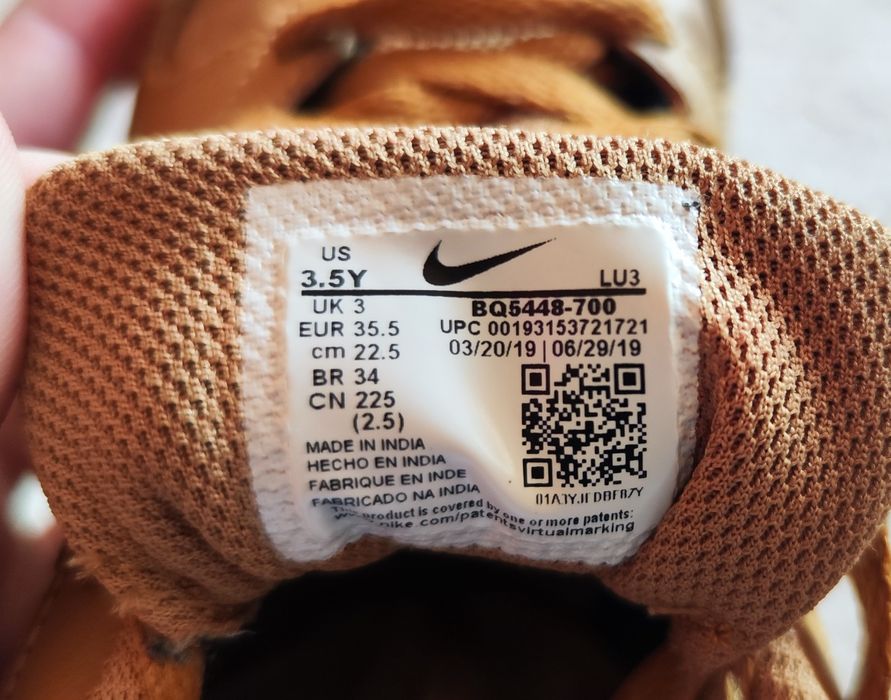 US
3.5Y
LU3
UK 3
EUR 35.5
cm 22.5
BR 34
CN 225
(2.5)
BQ5448-700
UPC 00193153721721
03/20/19 | 06/29/19
MADE IN INDIA
HECHO EN INDIA
FABRIQUE EN INDE
FABRICADO NA INDIA
This product is covered by one or more patents:
www.nike.com/patentsvirtualmarking